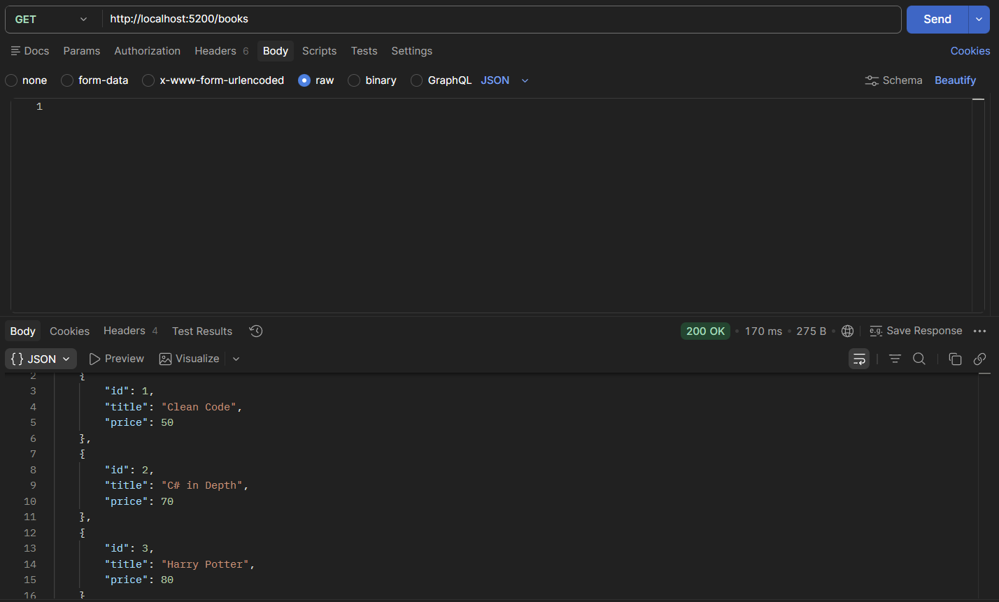 GET http://localhost:5200/books Send
Docs Params Authorization Headers 6 Body Scripts Tests Settings Cookies
none form-data x-www-form-urlencoded raw binary GraphQL JSON Schema Beautify
1
Body Cookies Headers 4 Test Results 200 OK • 170 ms • 275 B • e.g. Save Response
{} JSON Preview Visualize
2 {
3 "id": 1,
4 "title": "Clean Code",
5 "price": 50
6 },
7 {
8 "id": 2,
9 "title": "C# in Depth",
10 "price": 70
11 },
12 {
13 "id": 3,
14 "title": "Harry Potter",
15 "price": 80
16 }